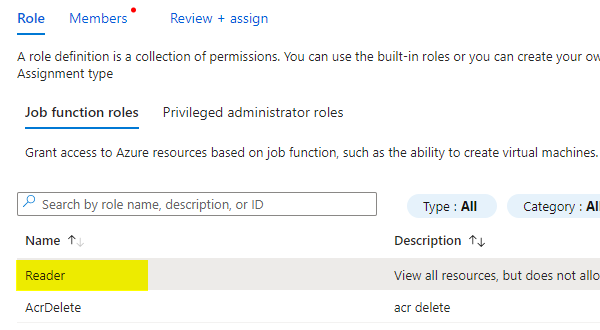 Role Members Review + assign
A role definition is a collection of permissions. You can use the built-in roles or you can create your
Assignment type
Job function roles Privileged administrator roles
Grant access to Azure resources based on job function, such as the ability to create virtual machines.
Search by role name, description, or ID Type : All Category :
Name Description
Reader View all resources, but does not
AcrDelete acr delete